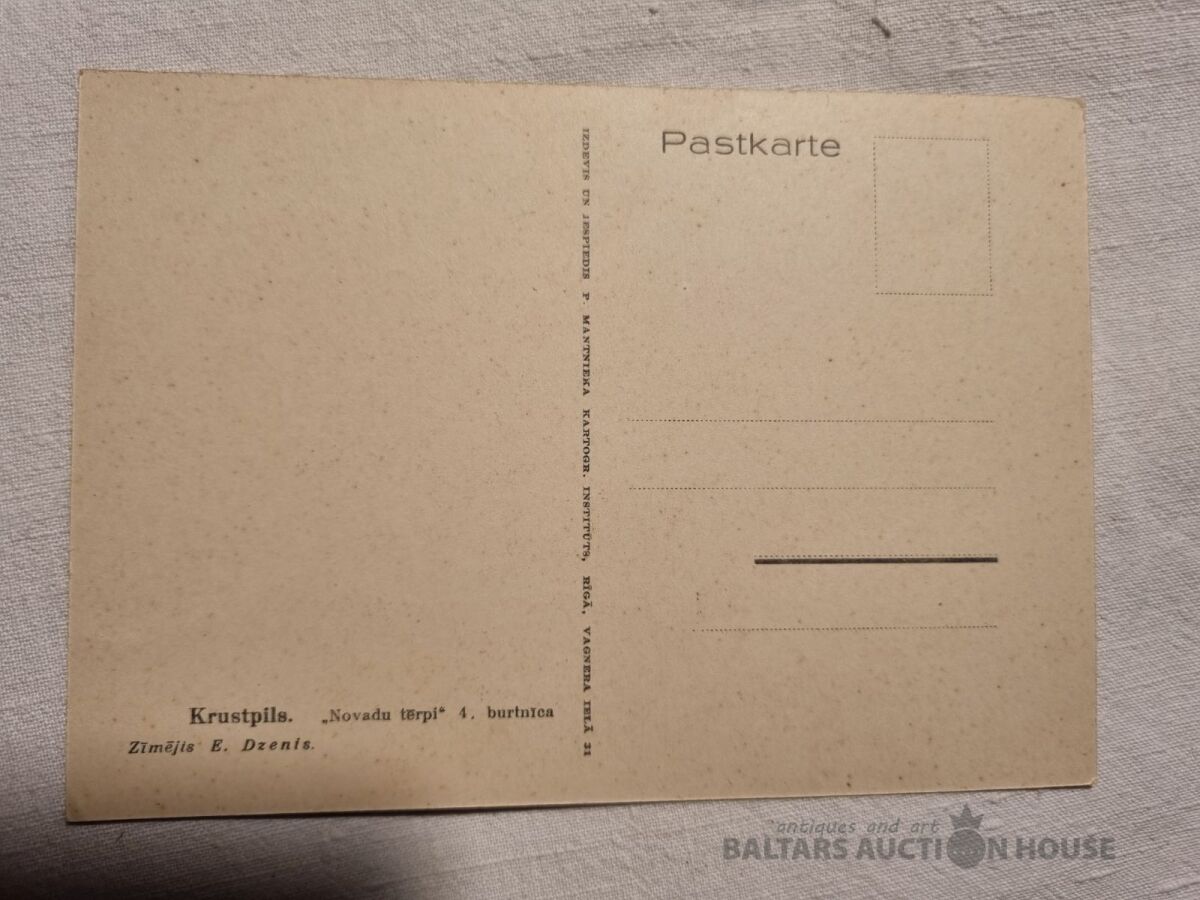 Pastkarte
IZDEVIS UN IESPIEDIS P. MANTNIEKA KARTOGR. INSTITŪTS, RĪGĀ, VAGNERA IELĀ 31
Krustpils. „Novadu tērpi“ 4. burtnīca
Zīmējis E. Dzenis.
antiques and art
BALTARS AUCTION HOUSE